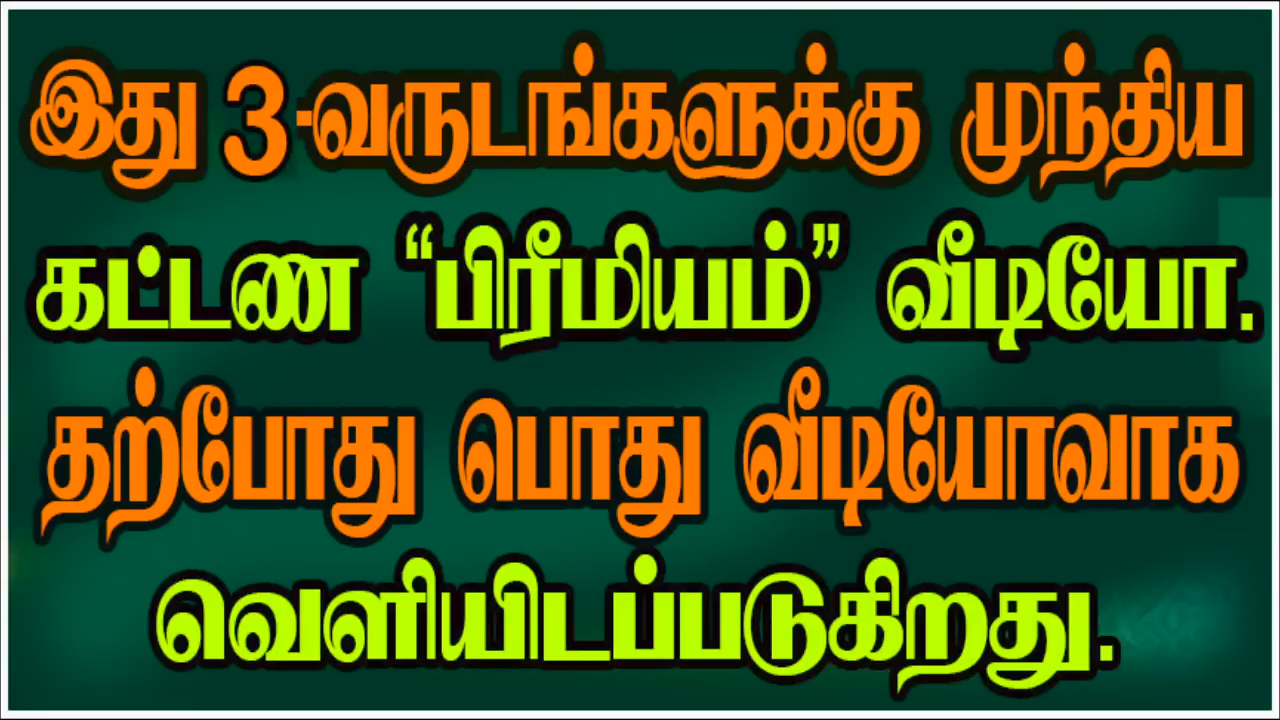 இது 3-வருடங்களுக்கு முந்திய
கட்டண “பிரீமியம்” வீடியோ.
தற்போது பொது வீடியோவாக
வெளியிடப்படுகிறது.